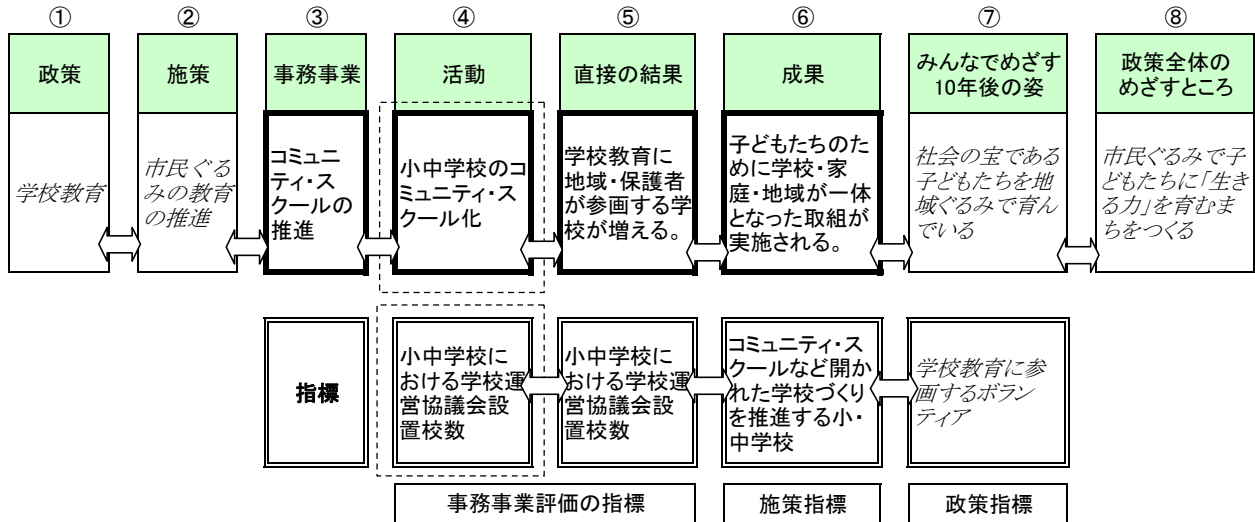 ① ② ③ ④ ⑤ ⑥ ⑦ ⑧
政策
施策
事務事業
活動
直接の結果
成果
みんなでめざす
10年後の姿
政策全体の
めざすところ
学校教育
市民ぐる
みの教育
の推進
コミュニ
ティ・ス
クールの
推進
小中学校のコ
ミュニティ・ス
クール化
学校教育に
地域・保護者
が参画する学
校が増える。
子どもたちのた
めに学校・家
庭・地域が一体
となった取組が
実施される。
社会の宝である
子どもたちを地
域ぐるみで育ん
でいる
市民ぐるみで子
どもたちに「生き
る力」を育むま
ちをつくる
指標
小中学校に
おける学校運
営協議会設
置校数
小中学校に
おける学校運
営協議会設
置校数
コミュニティ・ス
クールなど開か
れた学校づくり
を推進する小・
中学校
学校教育に参
画するボラン
ティア
事務事業評価の指標
施策指標
政策指標